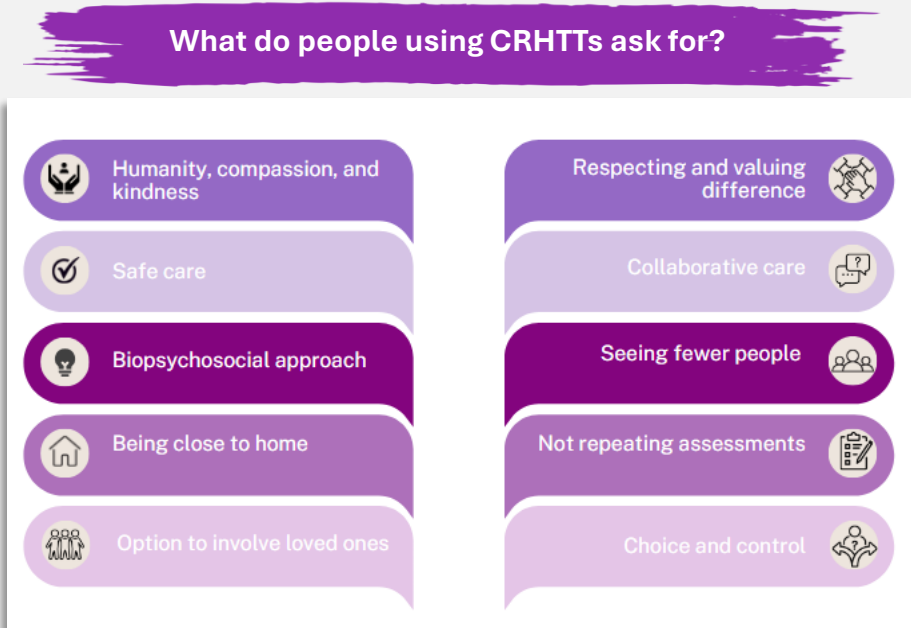 What do people using CRHTTs ask for?
Humanity, compassion, and
kindness
Safe care
Biopsychosocial approach
Being close to home
Option to involve loved ones
Respecting and valuing
difference
Collaborative care
Seeing fewer people
Not repeating assessments
Choice and control